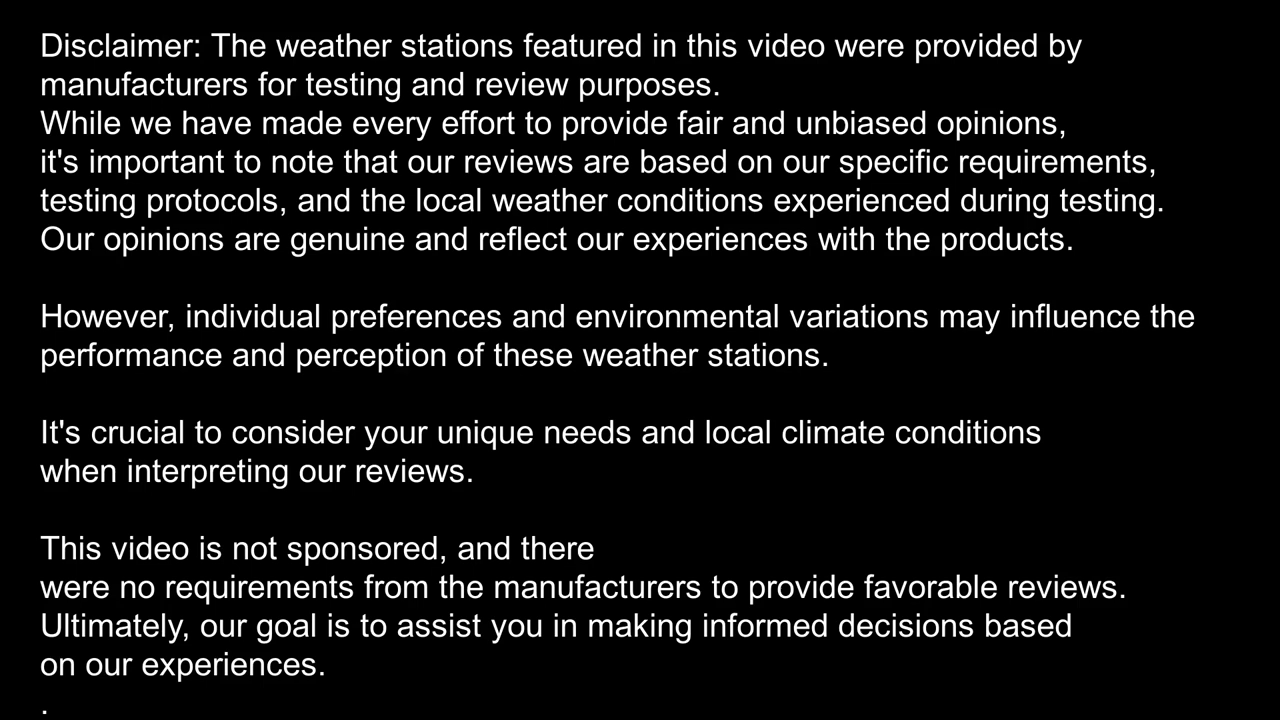 Disclaimer: The weather stations featured in this video were provided by
manufacturers for testing and review purposes.
While we have made every effort to provide fair and unbiased opinions,
it's important to note that our reviews are based on our specific requirements,
testing protocols, and the local weather conditions experienced during testing.
Our opinions are genuine and reflect our experiences with the products.
However, individual preferences and environmental variations may influence the
performance and perception of these weather stations.
It's crucial to consider your unique needs and local climate conditions
when interpreting our reviews.
This video is not sponsored, and there
were no requirements from the manufacturers to provide favorable reviews.
Ultimately, our goal is to assist you in making informed decisions based
on our experiences.
.